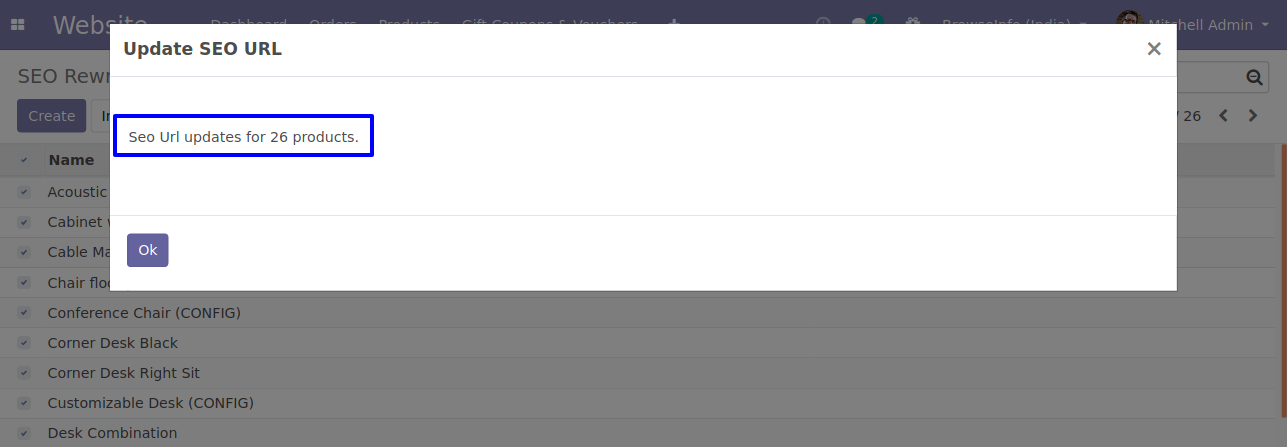 Website Dashboard Orders Products Gift Coupons & Vouchers 2 BrowseInfo (India) Mitchell Admin
Update SEO URL ×
SEO Rewr
Create
/ 26
Seo Url updates for 26 products.
Name
Acoustic
Cabinet
Cable Ma
Ok
Chair floo
Conference Chair (CONFIG)
Corner Desk Black
Corner Desk Right Sit
Customizable Desk (CONFIG)
Desk Combination